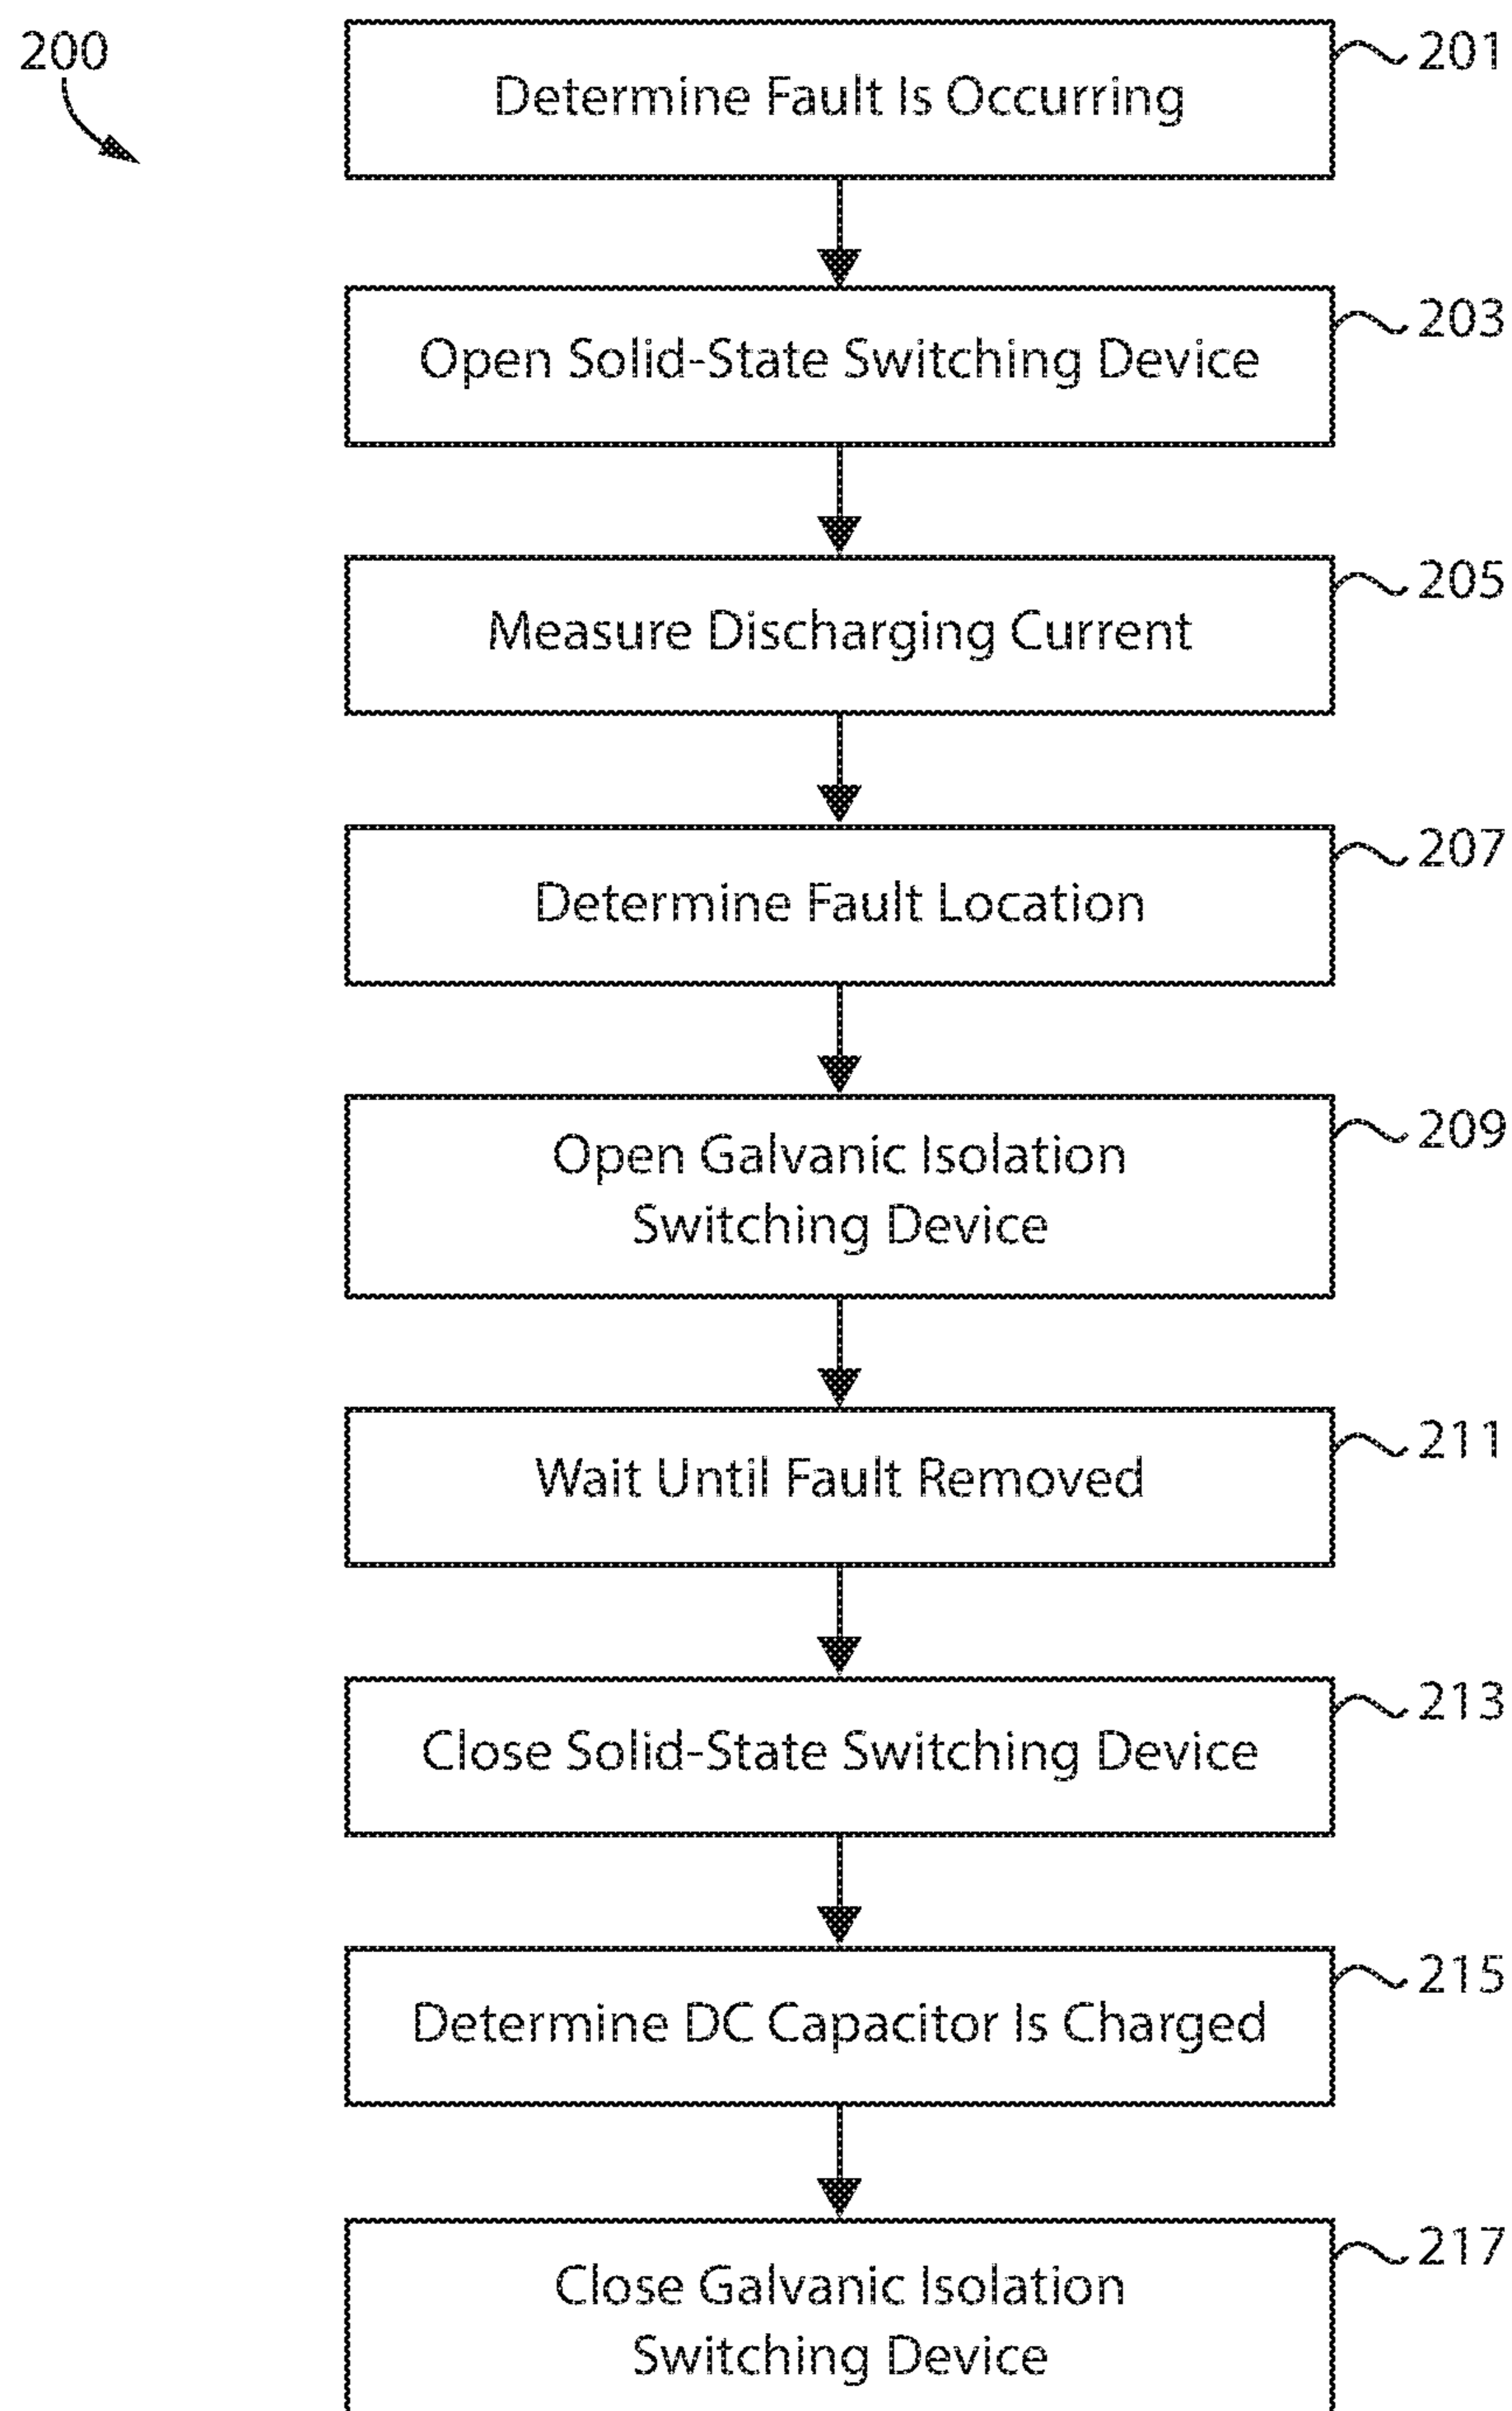 200
Determine Fault Is Occurring
201
Open Solid-State Switching Device
203
Measure Discharging Current
205
Determine Fault Location
207
Open Galvanic Isolation
Switching Device
209
Wait Until Fault Removed
211
Close Solid-State Switching Device
213
Determine DC Capacitor Is Charged
215
Close Galvanic Isolation
Switching Device
217